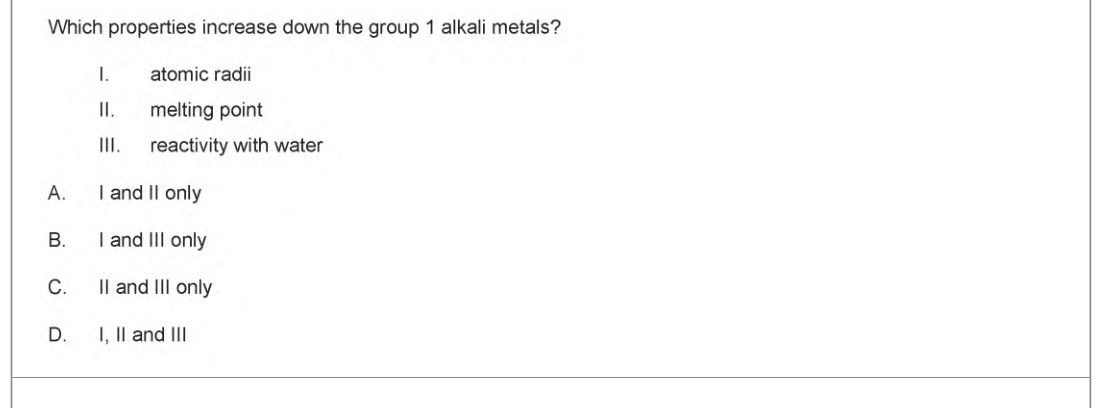 Which properties increase down the group 1 alkali metals?
I. atomic radii
II. melting point
III. reactivity with water
A. I and II only
B. I and III only
C. II and III only
D. I, II and III